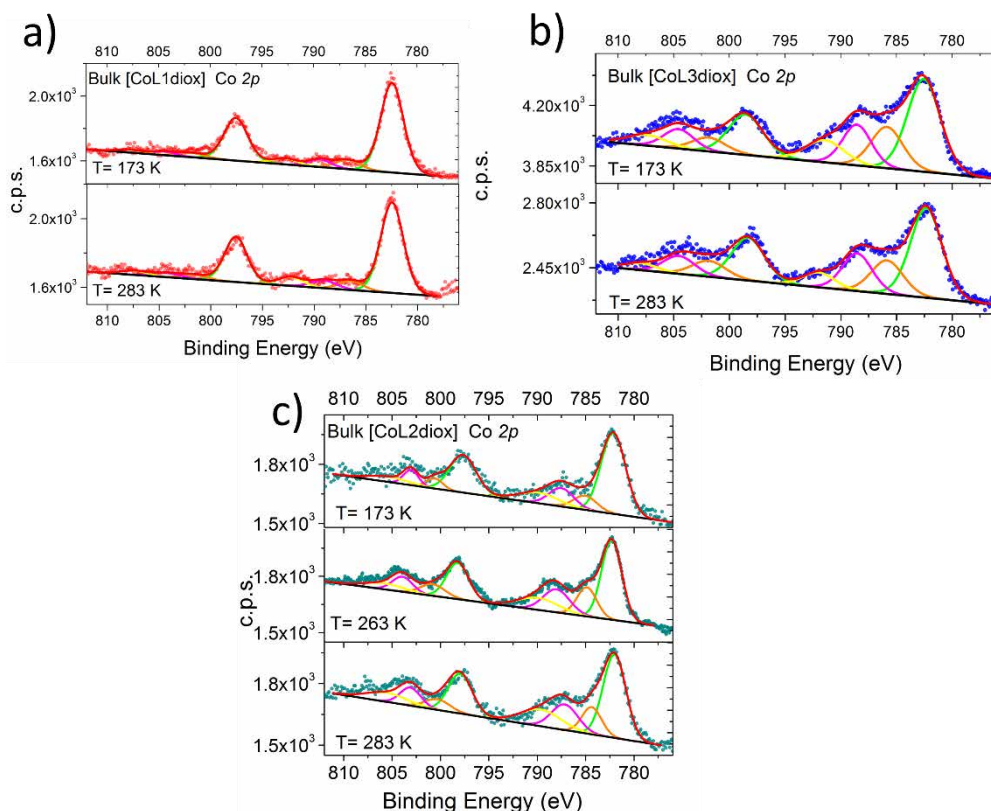 a)
810 805 800 795 790 785 780
Bulk [CoL1diox] Co 2p
2.0x10³
1.6x10³
T= 173 K
2.0x10³
1.6x10³
T= 283 K
c.p.s.
810 805 800 795 790 785 780
Binding Energy (eV)
b)
810 805 800 795 790 785 780
Bulk [CoL3diox] Co 2p
4.20x10³
3.85x10³
T= 173 K
2.80x10³
2.45x10³
T= 283 K
c.p.s.
810 805 800 795 790 785 780
Binding Energy (eV)
c)
810 805 800 795 790 785 780
Bulk [CoL2diox] Co 2p
1.8x10³
1.5x10³
T= 173 K
1.8x10³
1.5x10³
T= 263 K
1.8x10³
1.5x10³
T= 283 K
c.p.s.
810 805 800 795 790 785 780
Binding Energy (eV)